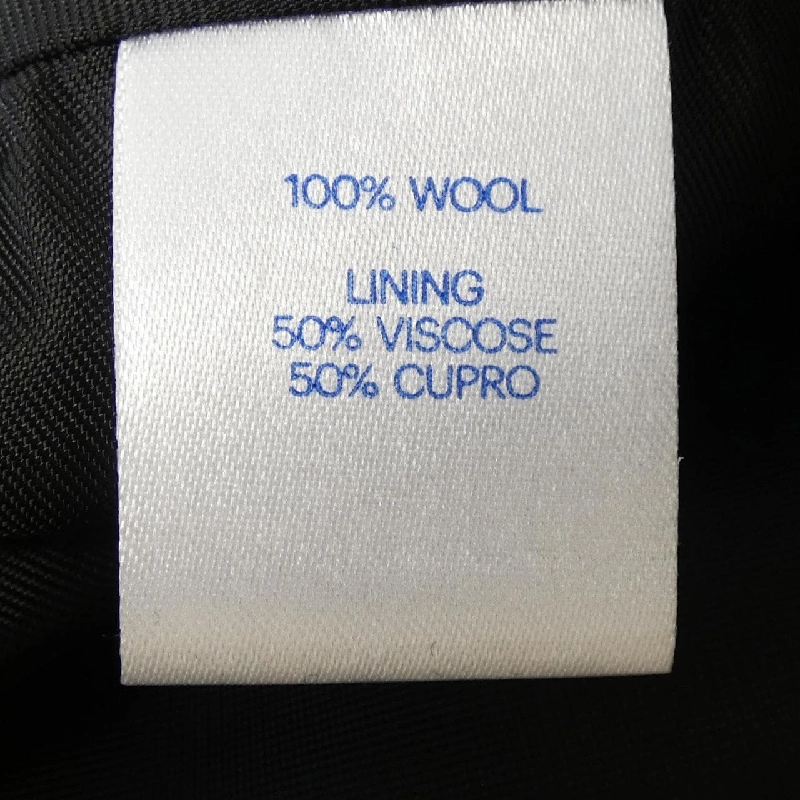 100% WOOL
LINING
50% VISCOSE
50% CUPRO